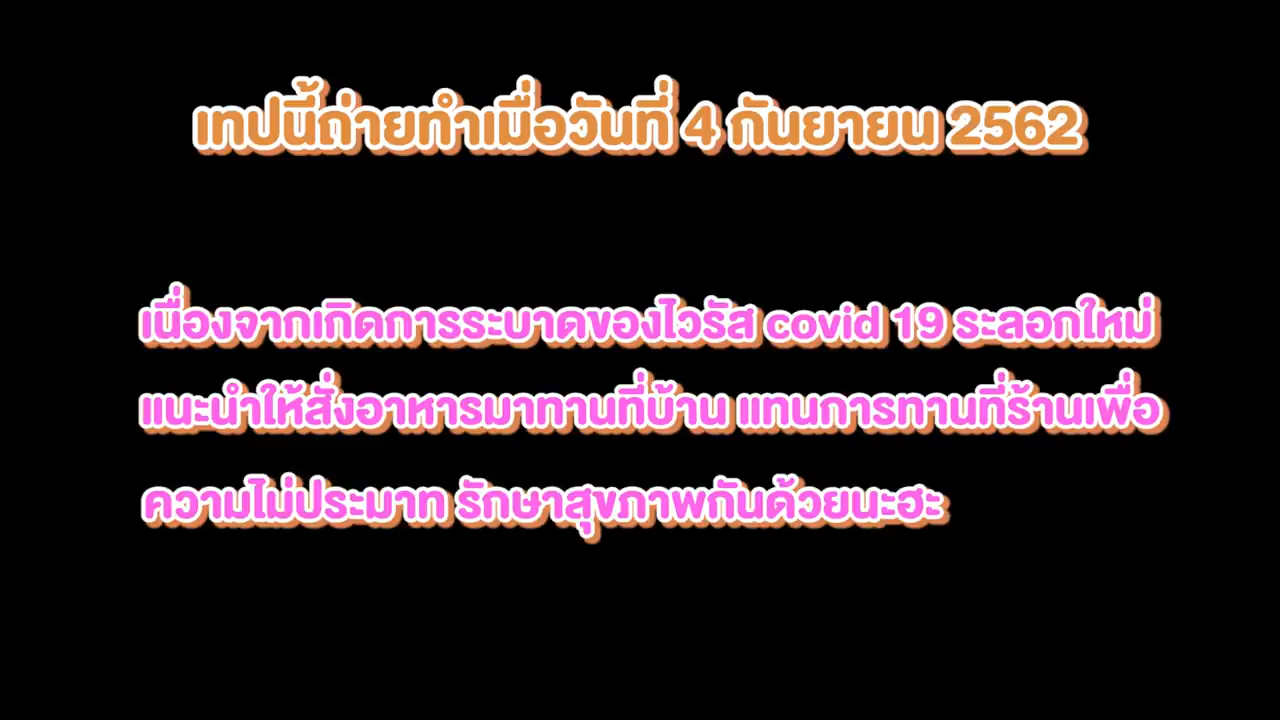 เทปนี้ถ่ายทำเมื่อวันที่ 4 กันยายน 2562
เนื่องจากเกิดการระบาดของไวรัส covid 19 ระลอกใหม่
แนะนำให้สั่งอาหารมาทานที่บ้าน แทนการทานที่ร้านเพื่อ
ความไม่ประมาท รักษาสุขภาพกันด้วยนะฮะ